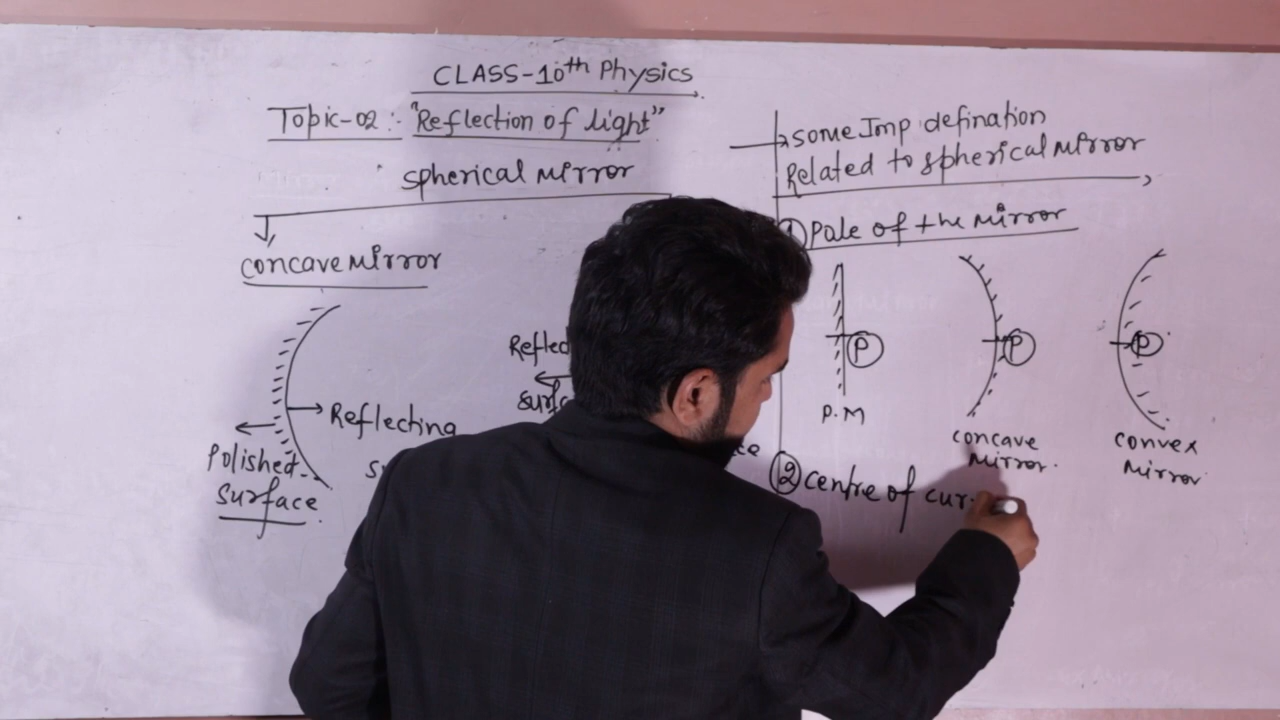 CLASS-10th Physics
Topic-02:- "Reflection of light"
spherical mirror
concave mirror
Reflecting
Polished
surface
→ some Imp defination
Related to spherical mirror
① Pole of the mirror
P
P
P
P.M
concave
mirror.
convex
mirror
② centre of cur